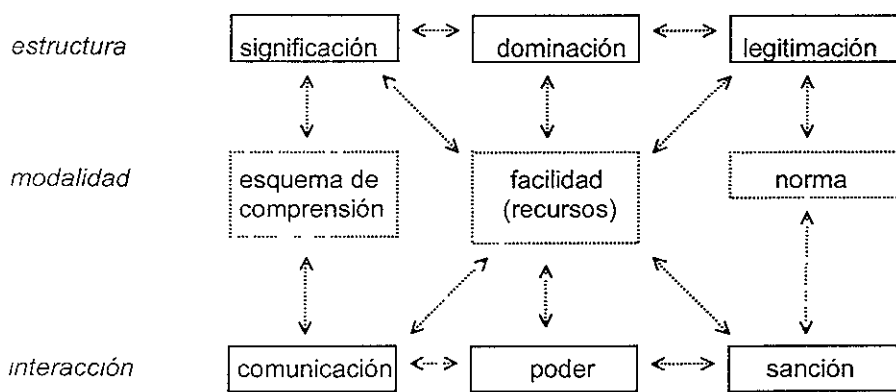 estructura significación dominación legitimación
modalidad esquema de comprensión facilidad (recursos) norma
interacción comunicación poder sanción